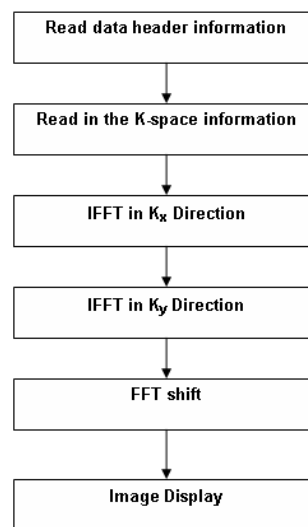 Read data header information
Read in the K-space information
IFFT in Kx Direction
IFFT in Ky Direction
FFT shift
Image Display